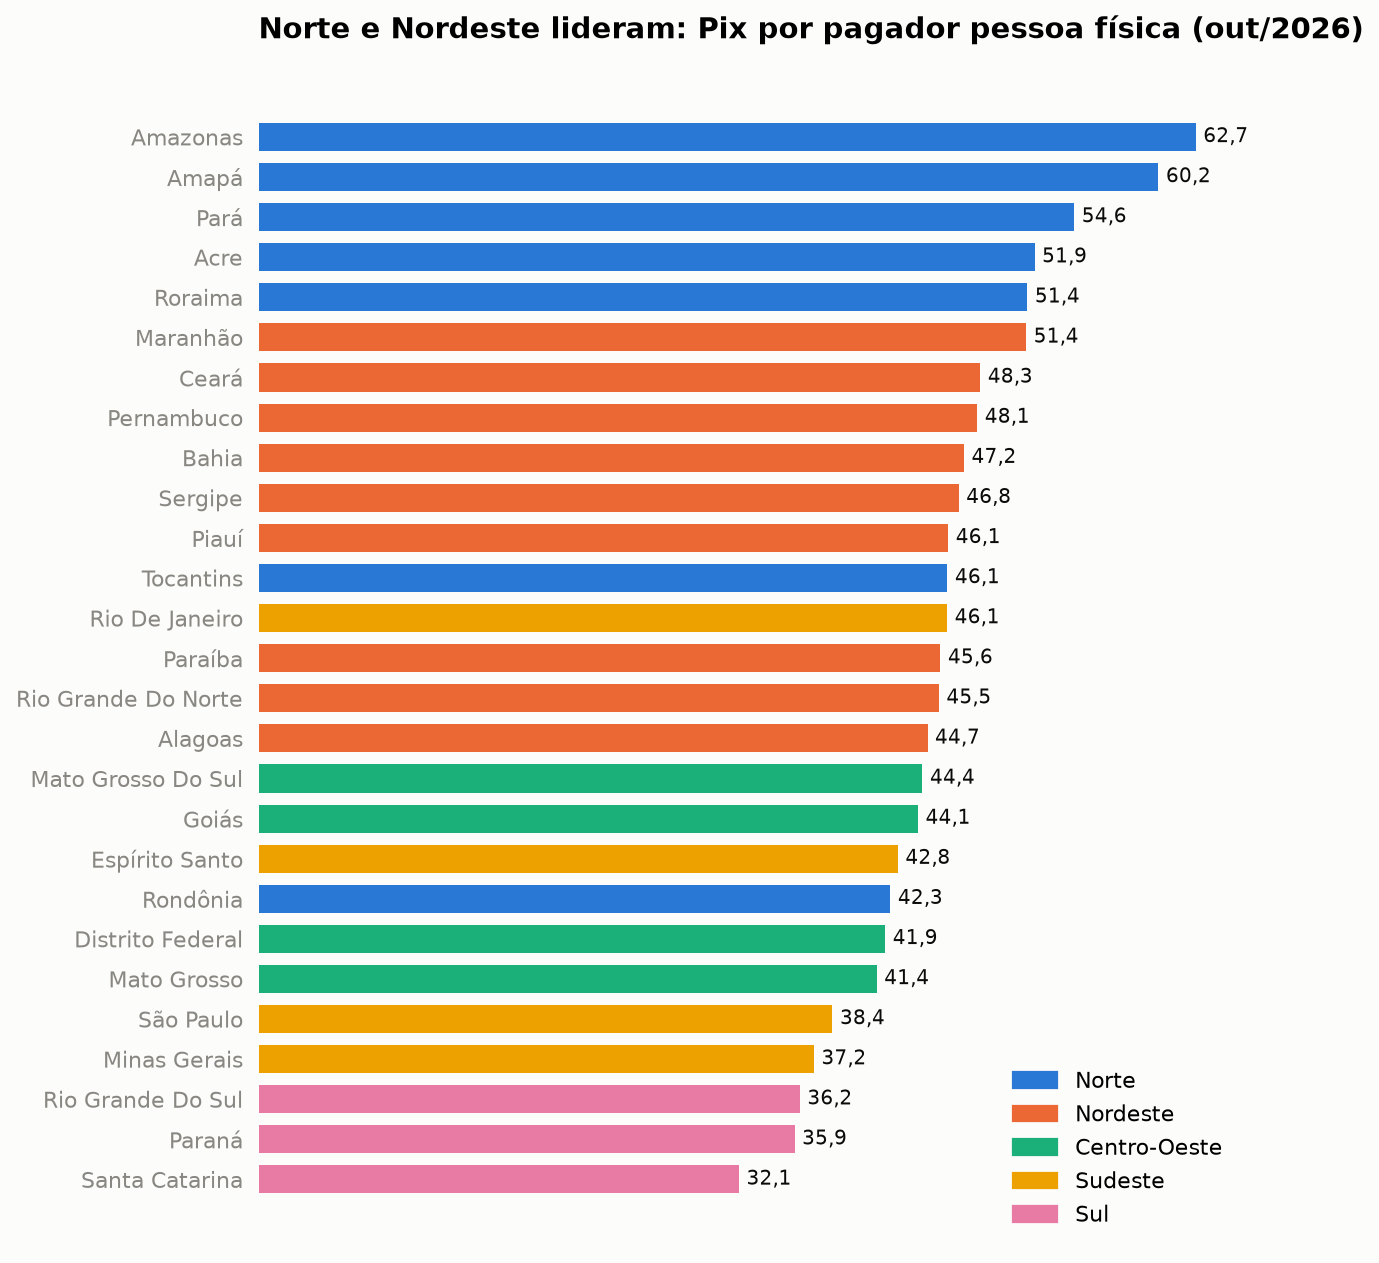 Norte e Nordeste lideram: Pix por pagador pessoa física (out/2026)
Amazonas 62,7
Amapá 60,2
Pará 54,6
Acre 51,9
Roraima 51,4
Maranhão 51,4
Ceará 48,3
Pernambuco 48,1
Bahia 47,2
Sergipe 46,8
Piauí 46,1
Tocantins 46,1
Rio De Janeiro 46,1
Paraíba 45,6
Rio Grande Do Norte 45,5
Alagoas 44,7
Mato Grosso Do Sul 44,4
Goiás 44,1
Espírito Santo 42,8
Rondônia 42,3
Distrito Federal 41,9
Mato Grosso 41,4
São Paulo 38,4
Minas Gerais 37,2
Rio Grande Do Sul 36,2
Paraná 35,9
Santa Catarina 32,1
Norte
Nordeste
Centro-Oeste
Sudeste
Sul